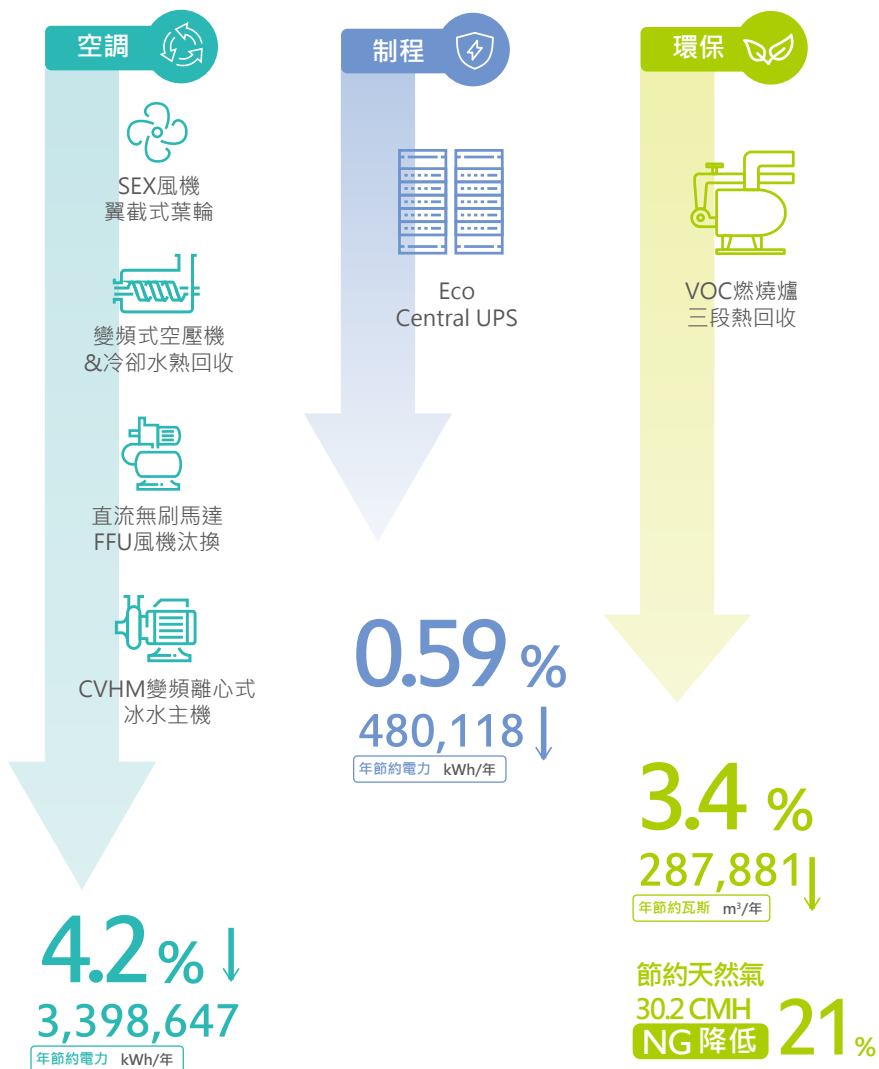 空調
SEX風機
翼截式葉輪
變頻式空壓機
&冷卻水熟回收
直流無刷馬達
FFU風機汰換
CVHM變頻離心式
冰水主機
4.2 %
3,398,647
年節約電力 kWh/年
制程
Eco
Central UPS
0.59 %
480,118
年節約電力 kWh/年
環保
VOC燃燒爐
三段熱回收
3.4 %
287,881
年節約瓦斯 m³/年
節約天然氣
30.2 CMH
NG 降低 21 %